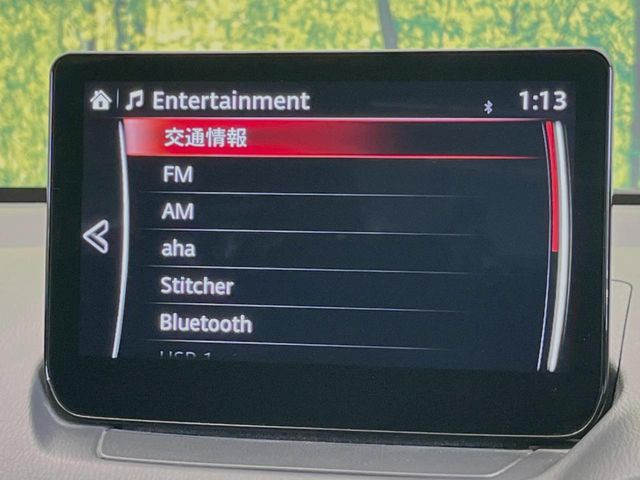 Entertainment 1:13
交通情報
FM
AM
aha
Stitcher
Bluetooth